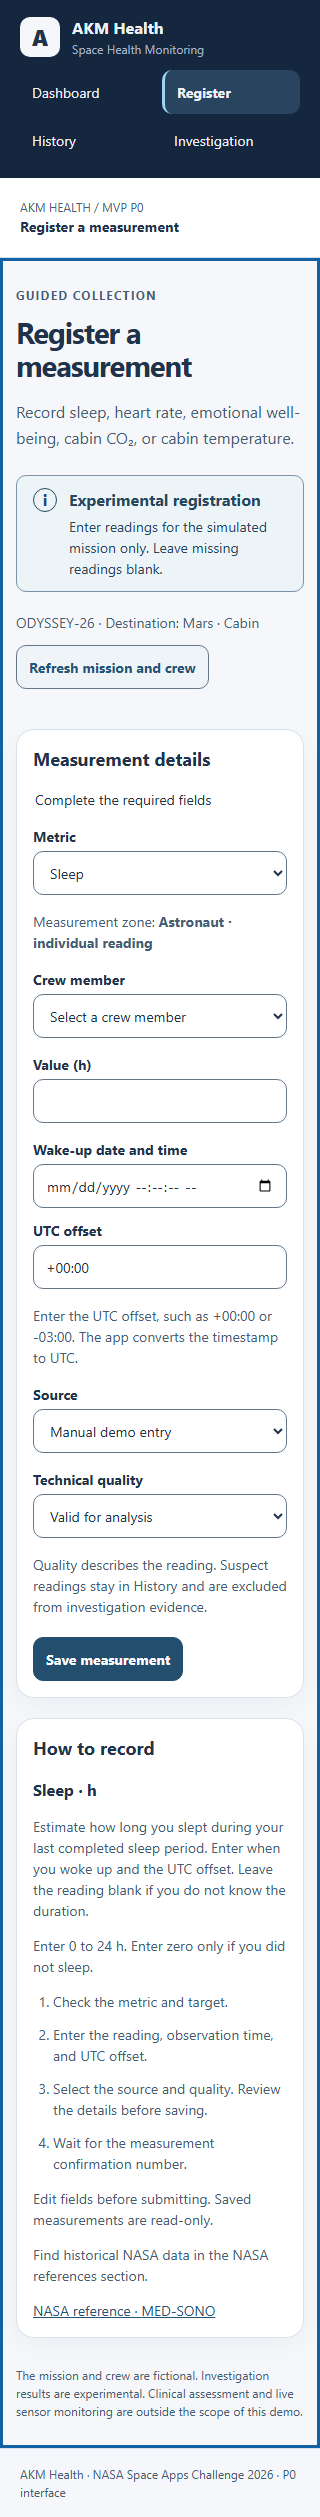 A
AKM Health
Space Health Monitoring
Dashboard
Register
History
Investigation
AKM HEALTH / MVP P0
Register a measurement
GUIDED COLLECTION
Register a
measurement
Record sleep, heart rate, emotional well-
being, cabin CO₂, or cabin temperature.
i
Experimental registration
Enter readings for the simulated
mission only. Leave missing
readings blank.
ODYSSEY-26 · Destination: Mars · Cabin
Refresh mission and crew
Measurement details
Complete the required fields
Metric
Sleep
Measurement zone: Astronaut ·
individual reading
Crew member
Select a crew member
Value (h)
Wake-up date and time
mm/dd/yyyy --:--:-- --
UTC offset
+00:00
Enter the UTC offset, such as +00:00 or
-03:00. The app converts the timestamp
to UTC.
Source
Manual demo entry
Technical quality
Valid for analysis
Quality describes the reading. Suspect
readings stay in History and are excluded
from investigation evidence.
Save measurement
How to record
Sleep · h
Estimate how long you slept during your
last completed sleep period. Enter when
you woke up and the UTC offset. Leave
the reading blank if you do not know the
duration.
Enter 0 to 24 h. Enter zero only if you did
not sleep.
1. Check the metric and target.
2. Enter the reading, observation time,
and UTC offset.
3. Select the source and quality. Review
the details before saving.
4. Wait for the measurement
confirmation number.
Edit fields before submitting. Saved
measurements are read-only.
Find historical NASA data in the NASA
references section.
NASA reference · MED-SONO
The mission and crew are fictional. Investigation
results are experimental. Clinical assessment and live
sensor monitoring are outside the scope of this demo.
AKM Health · NASA Space Apps Challenge 2026 · P0
interface